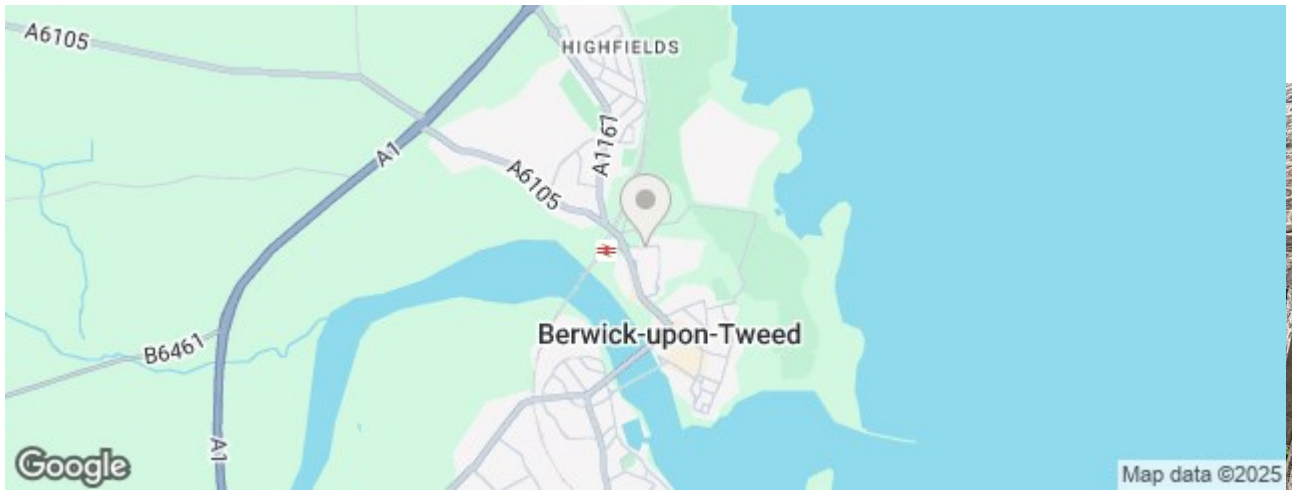 A6105
HIGHFIELDS
A1167
A1
A6105
Berwick-upon-Tweed
B6461
A1
Google
Map data ©2025